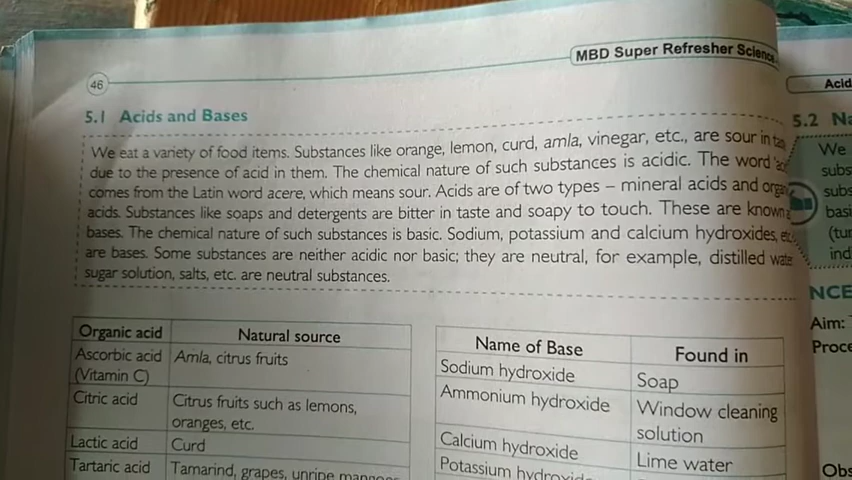 MBD Super Refresher Science
46
5.1 Acids and Bases
We eat a variety of food items. Substances like orange, lemon, curd, amla, vinegar, etc., are sour in
due to the presence of acid in them. The chemical nature of such substances is acidic. The word
comes from the Latin word acere, which means sour. Acids are of two types – mineral acids and
acids. Substances like soaps and detergents are bitter in taste and soapy to touch. These are known
bases. The chemical nature of such substances is basic. Sodium, potassium and calcium hydroxides,
are bases. Some substances are neither acidic nor basic; they are neutral, for example, distilled
sugar solution, salts, etc. are neutral substances.
Organic acid Natural source
Ascorbic acid Amla, citrus fruits
(Vitamin C)
Citric acid Citrus fruits such as lemons,
oranges, etc.
Lactic acid Curd
Tartaric acid Tamarind, grapes, unripe
Name of Base Found in
Sodium hydroxide Soap
Ammonium hydroxide Window cleaning
solution
Calcium hydroxide Lime water
Potassium
Acid
5.2
We
subs
subs
basi
(tur
ind
NCE
Aim:
Proce
Obs